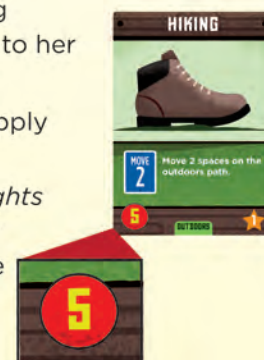 to her
pply
ghts
e
HIKING
MOVE
2
Move 2 spaces on the
outdoors path.
5
OUTDOORS
1
5